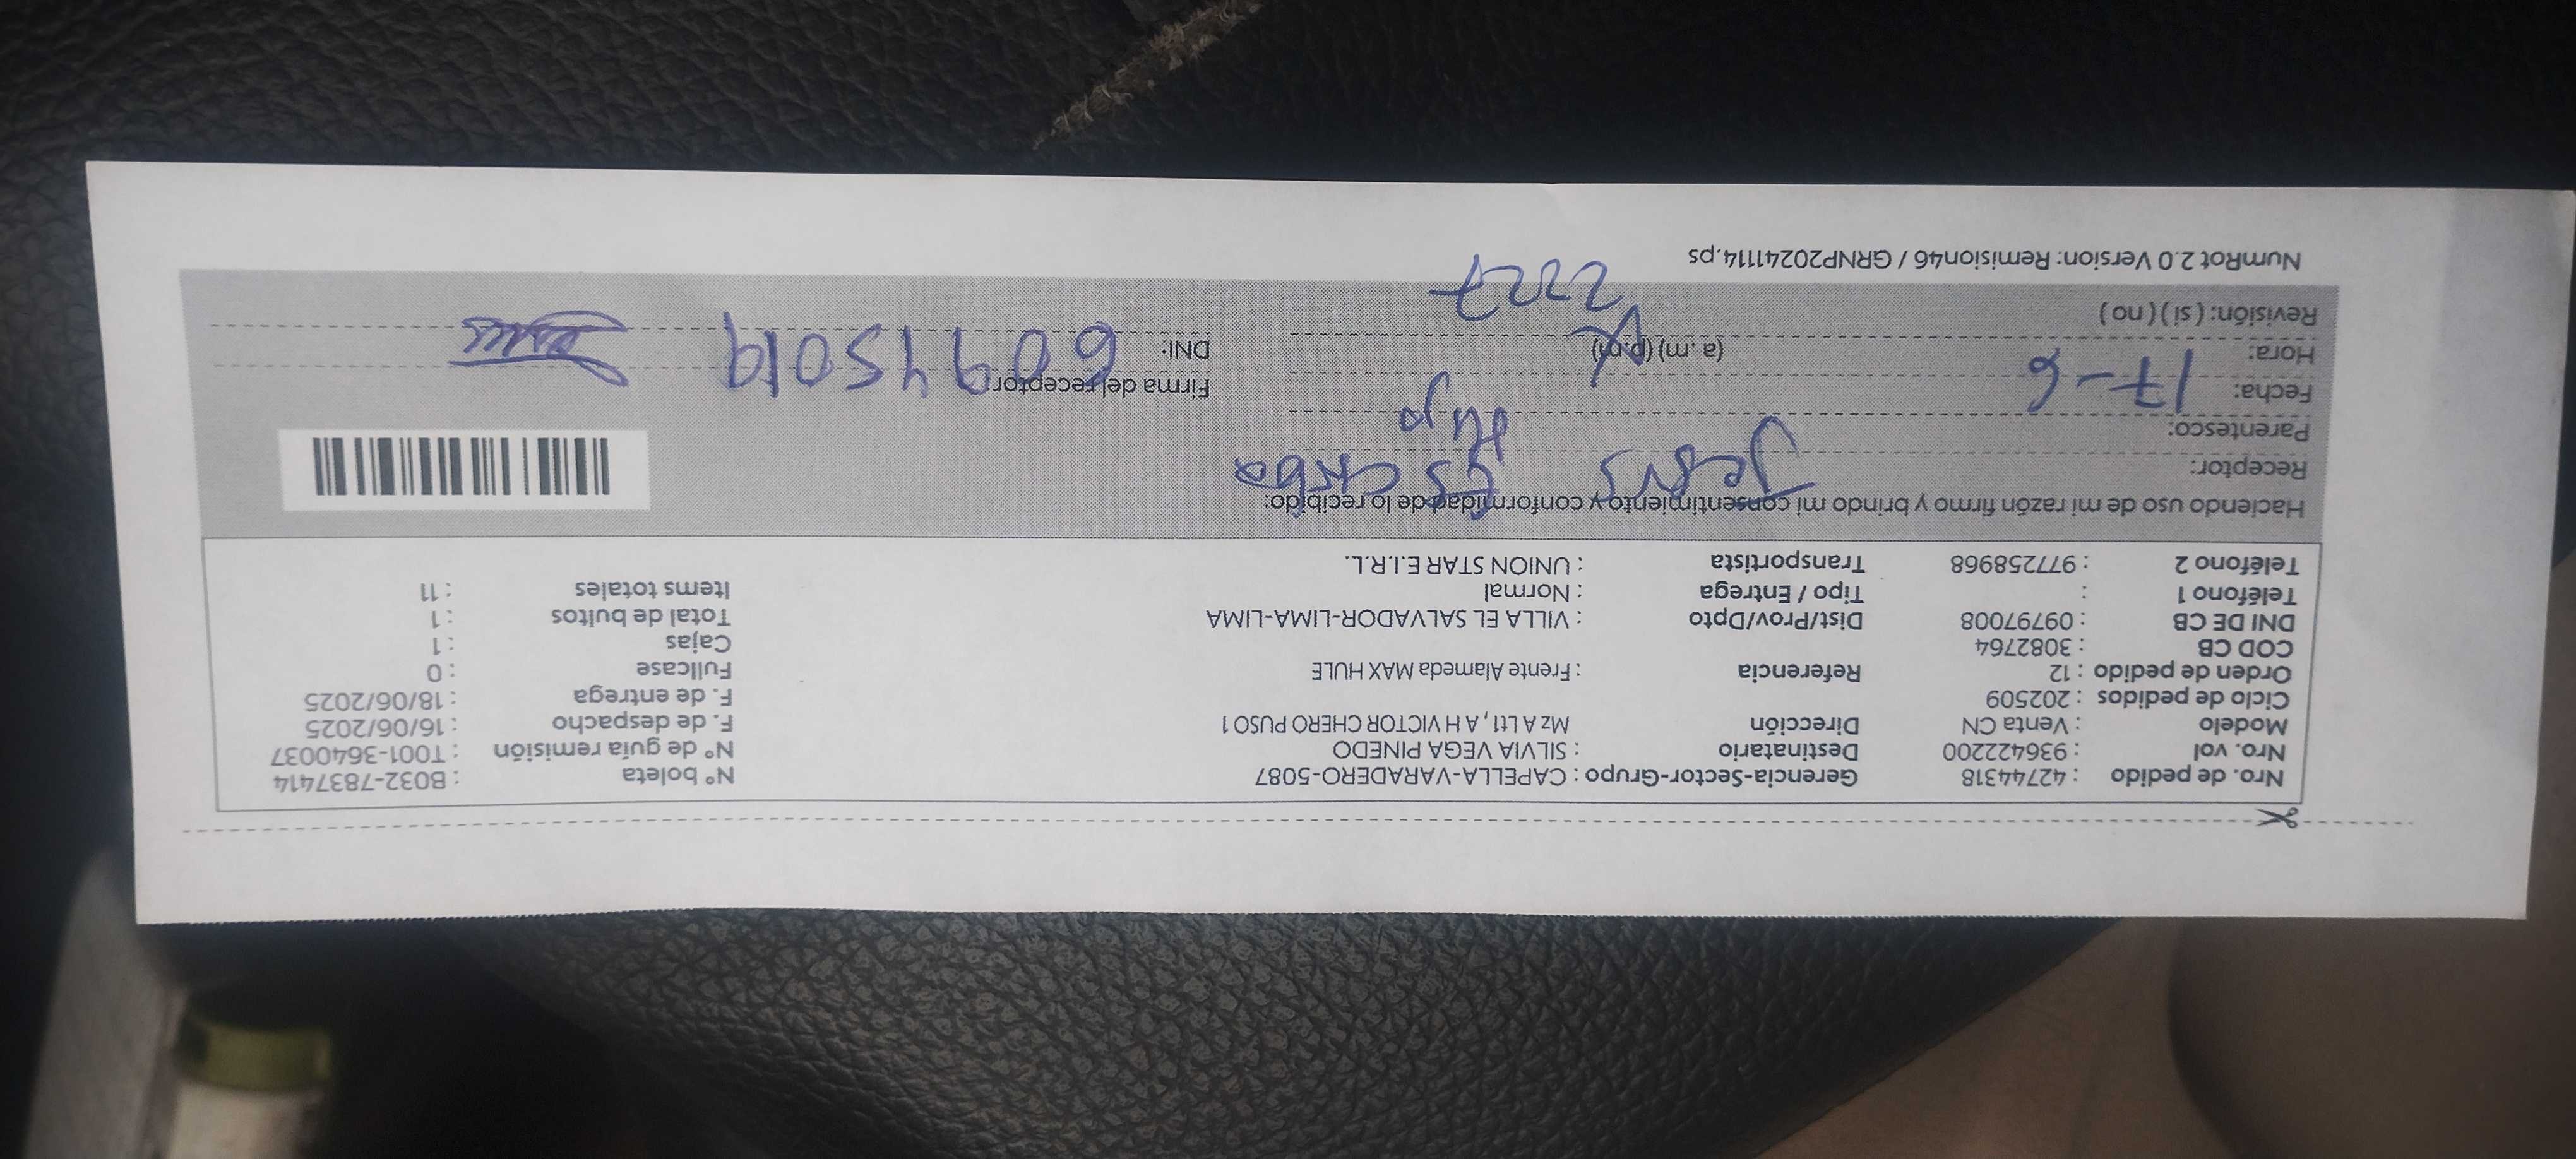 Nro. de pedido : 42744318 Gerencia-Sector-Grupo : CAPELLA-VARADERO-5087 N° boleta : B032-7837414
Nro. vol : 936422200 Destinatario : SILVIA VEGA PINEDO N° de guía remisión : T001-3640037
Modelo : Venta CN Dirección Mz A Lt1 , A H VICTOR CHERO PUSO1 F. de despacho : 16/06/2025
Ciclo de pedidos : 202509 F. de entrega : 18/06/2025
Orden de pedido : 12 Referencia : Frente Alameda MAX HULE Fullcase : 0
COD CB : 3082764 Cajas : 1
DNI DE CB : 09797008 Dist/Prov/Dpto : VILLA EL SALVADOR-LIMA-LIMA Total de bultos : 1
Teléfono 1 : Tipo / Entrega : Normal Items totales : 11
Teléfono 2 : 977258968 Transportista : UNION STAR E.I.R.L.
Haciendo uso de mi razón firmo y brindo mi consentimiento y conformidad de lo recibido:
Receptor: Jesus
Parentesco: Hijo
Fecha: 17-6 Firma del receptor
Hora: (a. m) (p.m) DNI: 60945019
Revisión: ( si ) ( no )
NumRot 2.0 Version: Remision46 / GRNP20241114.ps